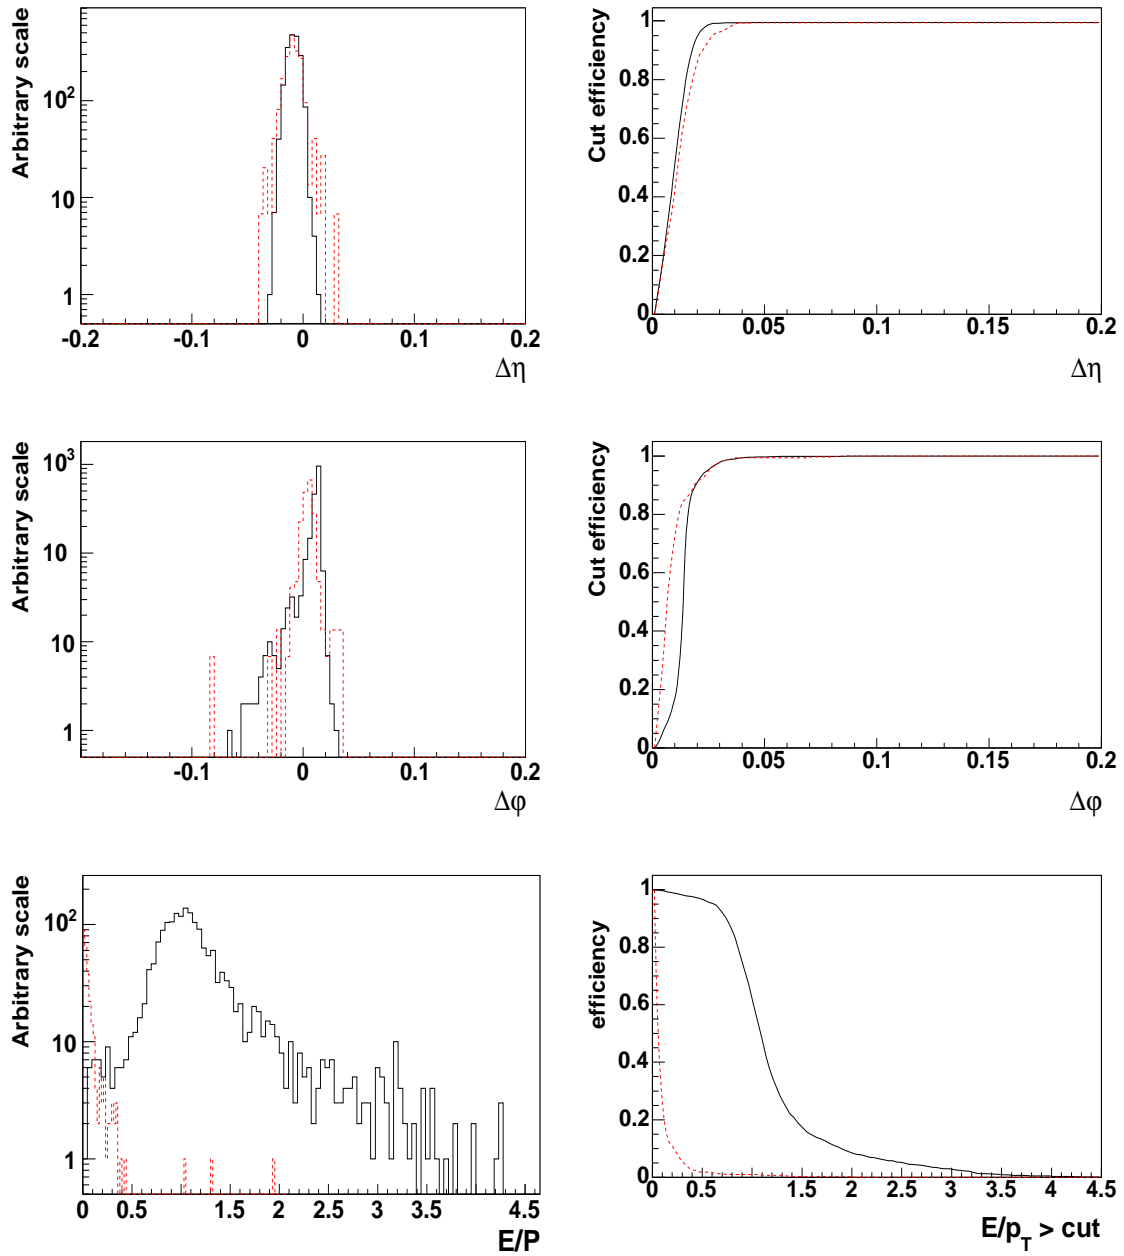 Arbitrary scale
10²
10
1
-0.2 -0.1 0 0.1 0.2
Δη
Cut efficiency
1
0.8
0.6
0.4
0.2
0
0 0.05 0.1 0.15 0.2
Δη
Arbitrary scale
10³
10
10
1
-0.1 0 0.1 0.2
Δφ
Cut efficiency
1
0.8
0.6
0.4
0.2
0
0 0.05 0.1 0.15 0.2
Δφ
Arbitrary scale
10²
10
1
0 0.5 1 1.5 2 2.5 3 3.5 4.5
E/P
efficiency
1
0.8
0.6
0.4
0.2
0
0 0.5 1.5 2 2.5 3 3.5 4 4.5
E/p_T > cut